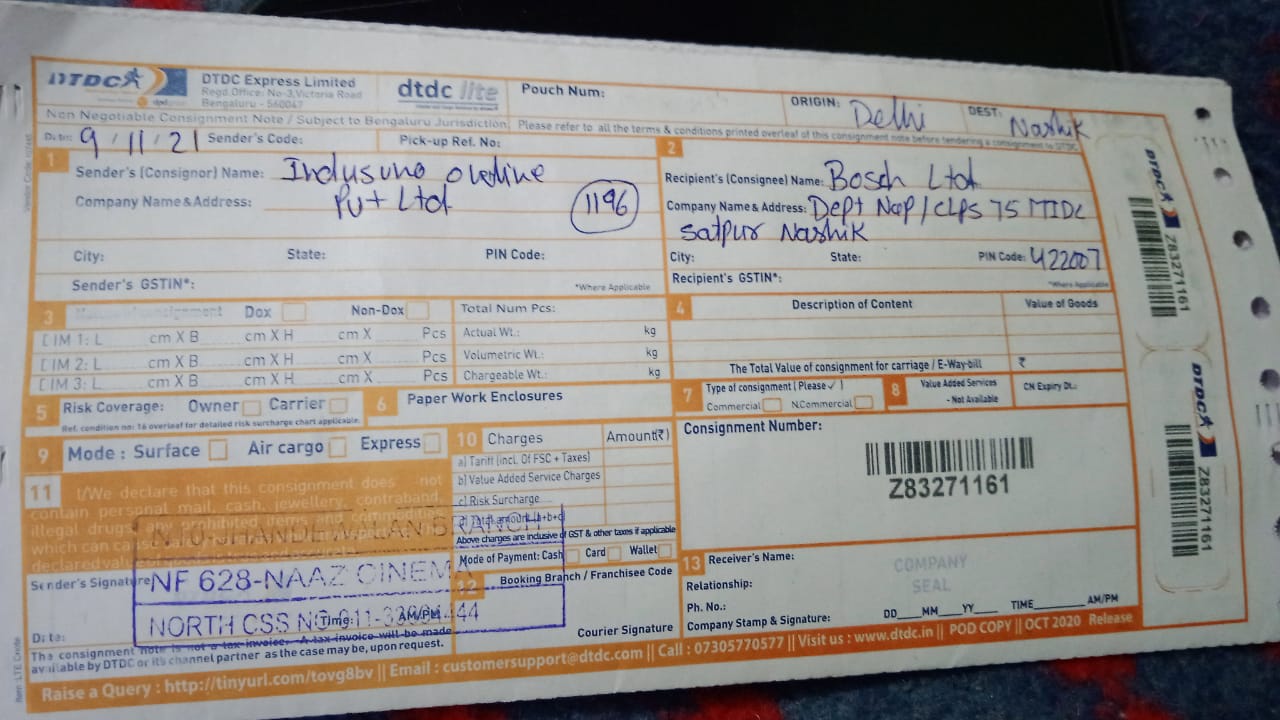 DTDC
DTDC Express Limited
Regd.Office: No-3,Victoria Road
Bengaluru - 560047
dtdc lite
Pouch Num:
ORIGIN: Delhi
DEST: Nashik
Non Negotiable Consignment Note / Subject to Bengaluru Jurisdiction. Please refer to all the terms & conditions printed overleaf of this consignment note before tendering a consignment to DTDC
Date: 9/11/21 Sender's Code: Pick-up Ref. No:
1
Sender's (Consignor) Name:
Company Name & Address: Pvt Ltd
1196
City: State: PIN Code:
Sender's GSTIN*: *Where Applicable
2
Recipient's (Consignee) Name: Bosch Ltd
Company Name & Address: Dept 75 MIDC
Satpur Nashik
City: State: PIN Code: 422007
Recipient's GSTIN*: *Where Applicable
3 Dox Non-Dox
DIM 1: L cm X B cm X H cm X Pcs
DIM 2: L cm X B cm X H cm X Pcs
DIM 3: L cm X B cm X H cm X Pcs
Total Num Pcs:
Actual Wt.: kg
Volumetric Wt.: kg
Chargeable Wt.: kg
4 Description of Content Value of Goods
The Total Value of consignment for carriage / E-Way-bill ₹
5 Risk Coverage: Owner Carrier
Ref. condition no: 16 overleaf for detailed risk surcharge chart applicable.
6 Paper Work Enclosures
7 Type of consignment (Please ✓)
Commercial N.Commercial
8 Value Added Services
- Not Available
CN Expiry Dt.:
9 Mode : Surface Air cargo Express
10 Charges Amount(₹)
a) Tariff (incl. Of FSC + Taxes)
b) Value Added Service Charges
c) Risk Surcharge
d) Total amount (a+b+c)
Above charges are inclusive of GST & other taxes if applicable
Mode of Payment: Cash Card Wallet
11 I/We declare that this consignment does not
contain personal mail, cash, jewellery, contraband,
illegal drugs, any prohibited items and commodities
which can cause
Sender's Signature
NF 628-NAAZ CINEMA
NORTH CSS NO
Time: AM/PM
Date:
The consignment note is not a tax invoice. A tax invoice will be made
available by DTDC or its channel partner as the case may be, upon request.
12 Booking Branch / Franchisee Code
Courier Signature
Consignment Number:
Z83271161
13 Receiver's Name:
Relationship:
Ph. No.:
Company Stamp & Signature:
COMPANY
SEAL
DD MM YY TIME AM/PM
Raise a Query : http://tinyurl.com/tovg8bv || Email : customersupport@dtdc.com || Call : 07305770577 || Visit us : www.dtdc.in || POD COPY || OCT 2020 Release
DTDC
Z83271161
DTDC
Z83271161